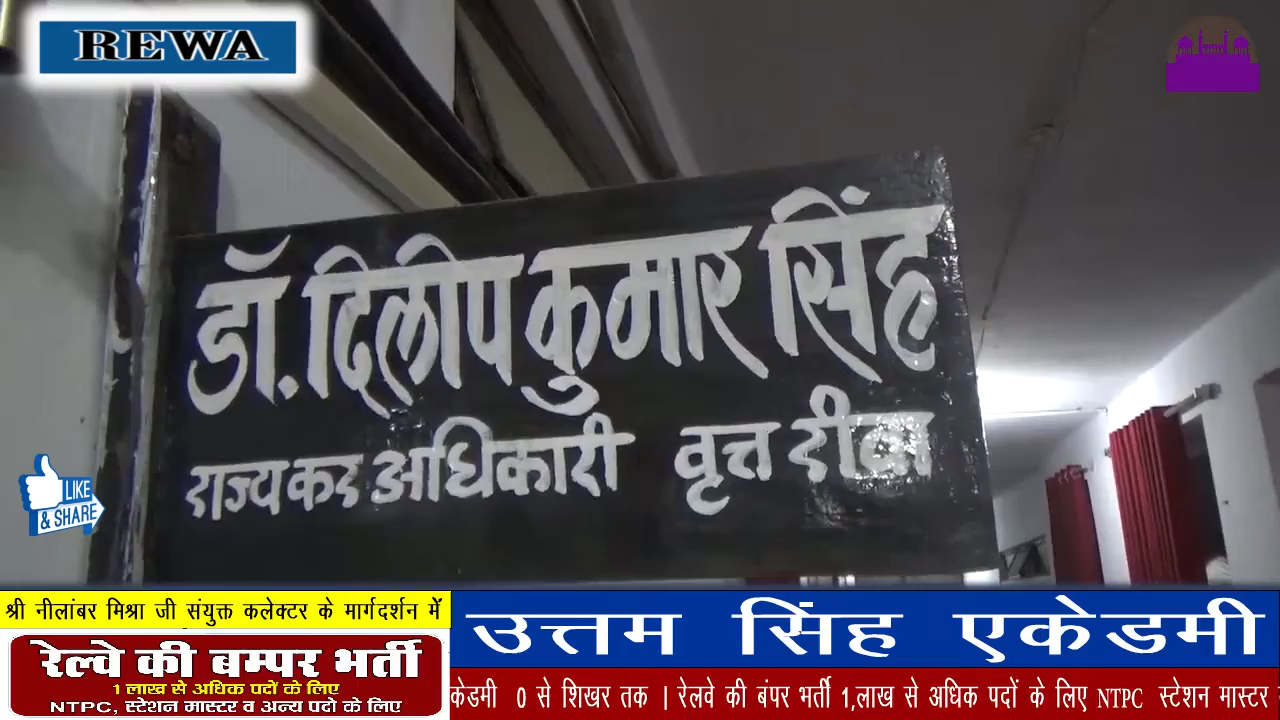 REWA
डॉ. दिलीप कुमार सिंह
राज्य कर अधिकारी वृत्त रीवा
LIKE
& SHARE
श्री नीलांबर मिश्रा जी संयुक्त कलेक्टर के मार्गदर्शन में
रेल्वे की बम्पर भर्ती
1 लाख से अधिक पदों के लिए
NTPC, स्टेशन मास्टर व अन्य पदो के लिए
उत्तम सिंह एकेडमी
केडमी 0 से शिखर तक । रेलवे की बंपर भर्ती 1,लाख से अधिक पदों के लिए NTPC स्टेशन मास्टर